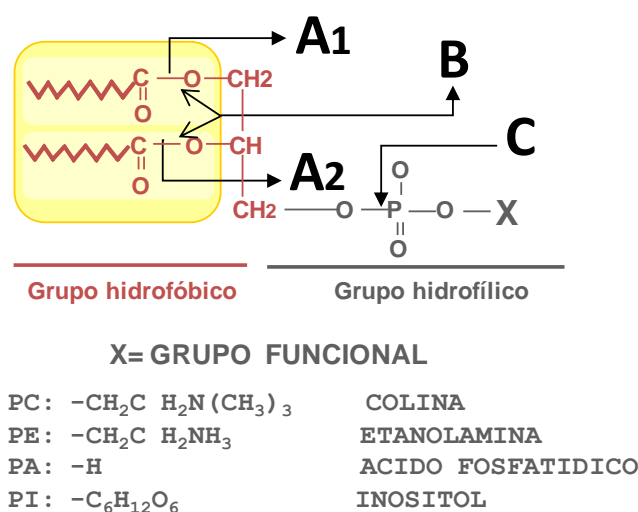 A1
B
C – O – CH2
O
C – O – CH
O
A2
C
O
CH2 — O — P — O — X
O
Grupo hidrofóbico Grupo hidrofílico
X= GRUPO FUNCIONAL
PC: -CH₂C H₂N(CH₃)₃ COLINA
PE: -CH₂C H₂NH₃ ETANOLAMINA
PA: -H ACIDO FOSFATIDICO
PI: -C₆H₁₂O₆ INOSITOL